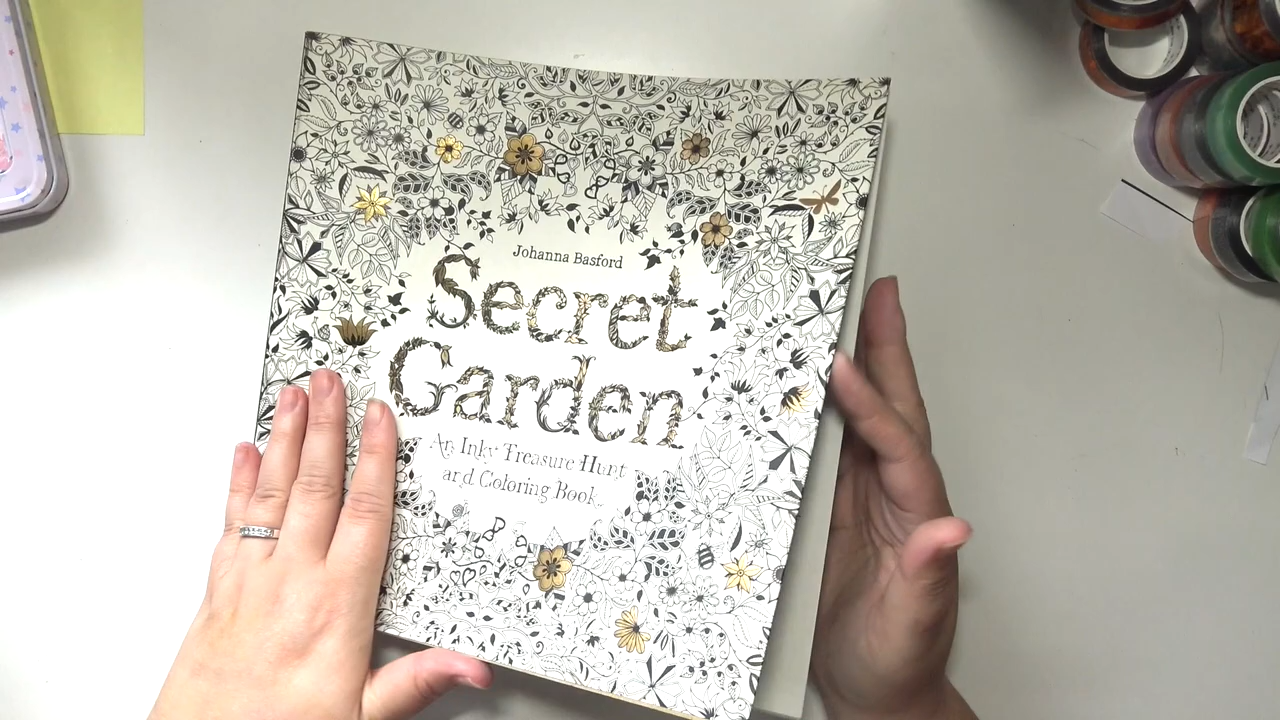 Johanna Basford
Secret
Garden
An Inky Treasure Hunt
and Coloring Book